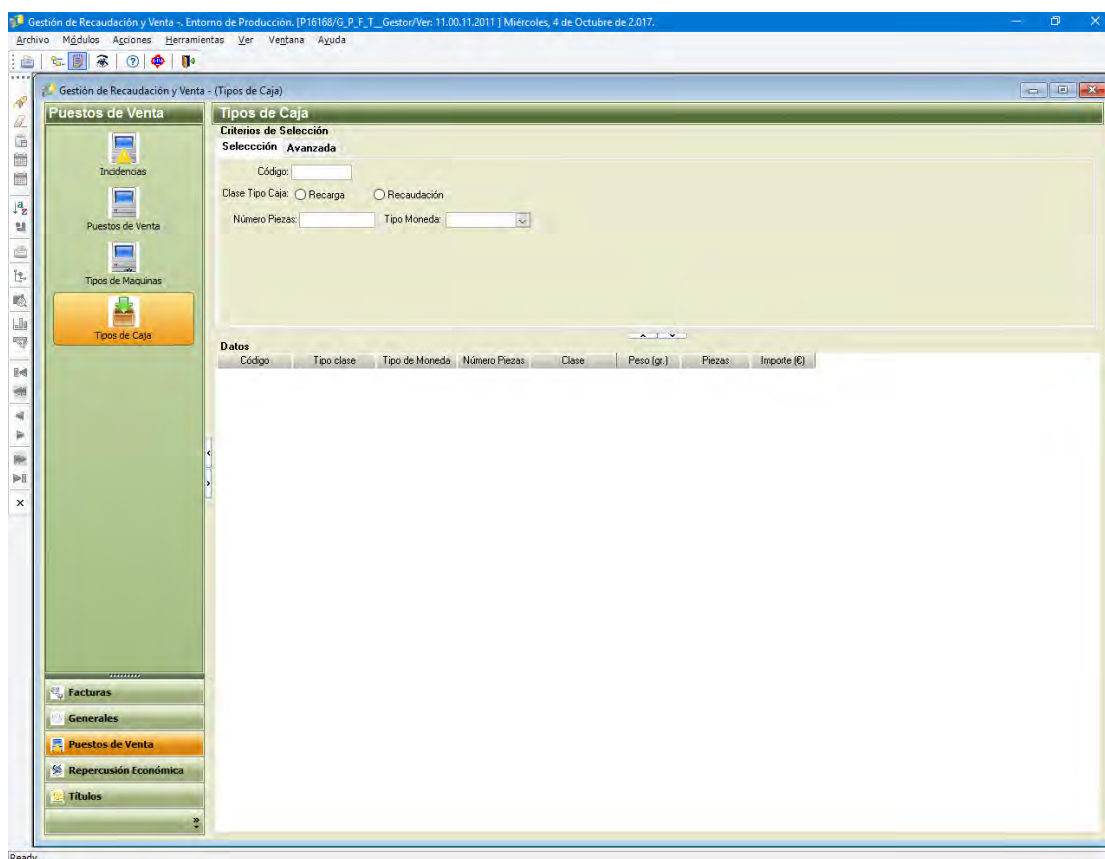 Gestión de Recaudación y Venta -. Entorno de Producción. [P16168/G_P_F_T__Gestor/Ver: 11.00.11.2011 ] Miércoles, 4 de Octubre de 2.017.
Archivo Módulos Acciones Herramientas Ver Ventana Ayuda
Gestión de Recaudación y Venta - (Tipos de Caja)
Puestos de Venta
Incidencias
Puestos de Venta
Tipos de Maquinas
Tipos de Caja
Facturas
Generales
Puestos de Venta
Repercusión Económica
Títulos
Tipos de Caja
Criterios de Selección
Seleccción Avanzada
Código:
Clase Tipo Caja: Recarga Recaudación
Número Piezas: Tipo Moneda:
Datos
Código Tipo clase Tipo de Moneda Número Piezas Clase Peso (gr.) Piezas Importe (€)
Ready